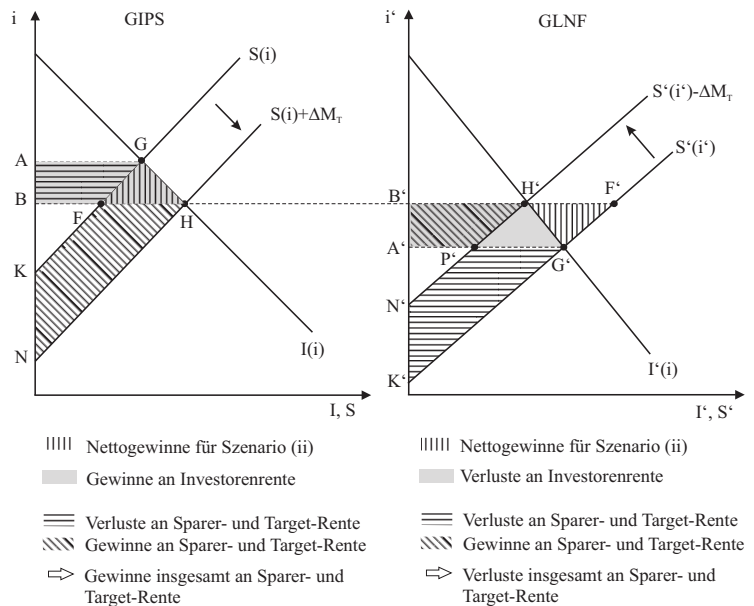 i
GIPS
S(i)
S(i)+ΔM_T
A
G
B
F
H
K
N
I(i)
I, S
i‘
GLNF
S‘(i‘)-ΔM_T
S‘(i‘)
B‘
H‘
F‘
A‘
P‘
G‘
N‘
K‘
I‘(i)
I‘, S‘
Nettogewinne für Szenario (ii)
Gewinne an Investorenrente
Verluste an Sparer- und Target-Rente
Gewinne an Sparer- und Target-Rente
Gewinne insgesamt an Sparer- und
Target-Rente
Nettogewinne für Szenario (ii)
Verluste an Investorenrente
Verluste an Sparer- und Target-Rente
Gewinne an Sparer- und Target-Rente
Verluste insgesamt an Sparer- und
Target-Rente